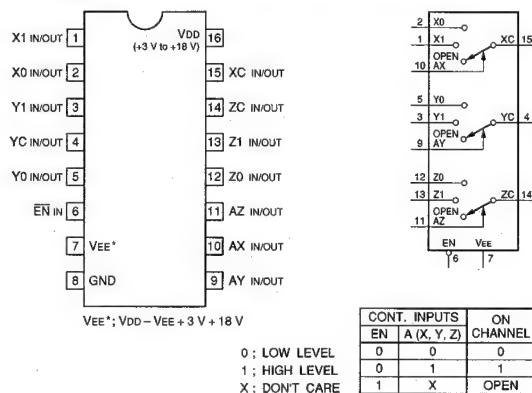 X1 IN/OUT 1
VDD 16
(+3 V to +18 V)
X0 IN/OUT 2
15 XC IN/OUT
Y1 IN/OUT 3
14 ZC IN/OUT
YC IN/OUT 4
13 Z1 IN/OUT
Y0 IN/OUT 5
12 Z0 IN/OUT
EN IN 6
11 AZ IN/OUT
7 VEE*
10 AX IN/OUT
8 GND
9 AY IN/OUT
VEE*; VDD – VEE + 3 V + 18 V
2 X0
1 X1 XC 15
OPEN
10 AX
5 Y0
3 Y1 YC 4
OPEN
9 AY
12 Z0
13 Z1 ZC 14
OPEN
11 AZ
EN VEE
6 7
0 ; LOW LEVEL
1 ; HIGH LEVEL
X ; DON'T CARE
CONT. INPUTS ON CHANNEL
EN A (X, Y, Z)
0 0 0
0 1 1
1 X OPEN